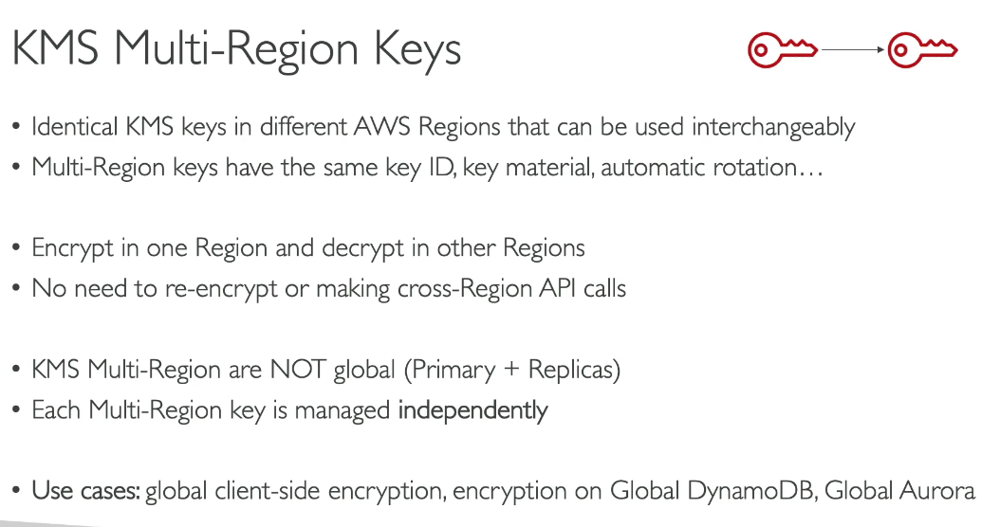 KMS Multi-Region Keys
• Identical KMS keys in different AWS Regions that can be used interchangeably
• Multi-Region keys have the same key ID, key material, automatic rotation…
• Encrypt in one Region and decrypt in other Regions
• No need to re-encrypt or making cross-Region API calls
• KMS Multi-Region are NOT global (Primary + Replicas)
• Each Multi-Region key is managed independently
• Use cases: global client-side encryption, encryption on Global DynamoDB, Global Aurora